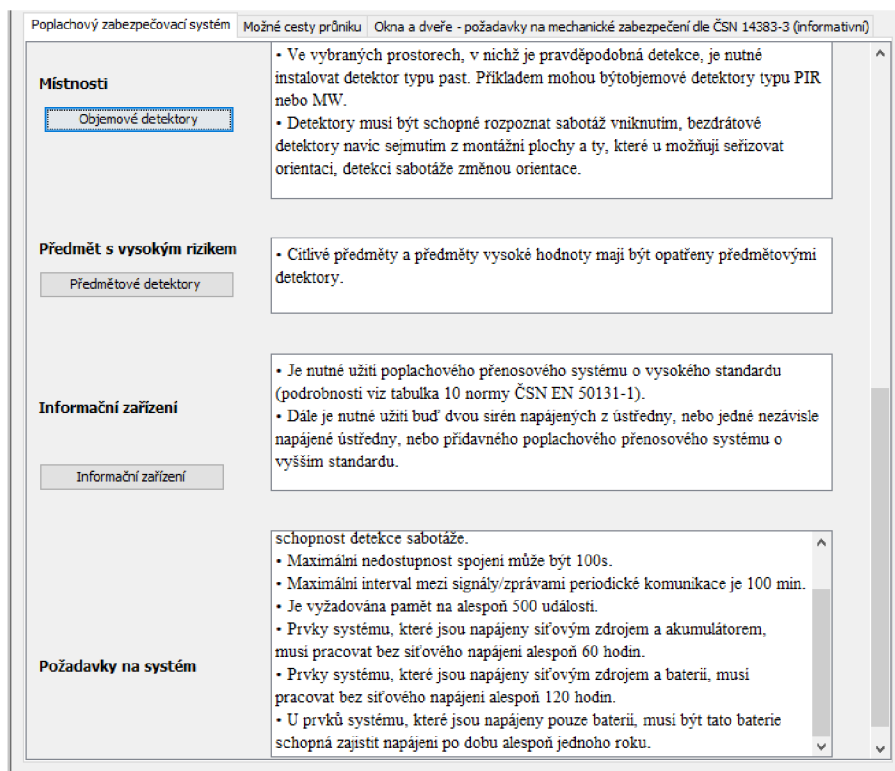 Poplachový zabezpečovací systém Možné cesty průniku Okna a dveře - požadavky na mechanické zabezpečení dle ČSN 14383-3 (informativní)
Místnosti
Objemové detektory
• Ve vybraných prostorech, v nichž je pravděpodobná detekce, je nutné
instalovat detektor typu past. Příkladem mohou býtobjemové detektory typu PIR
nebo MW.
• Detektory musí být schopné rozpoznat sabotáž vniknutím, bezdrátové
detektory navíc sejmutím z montážní plochy a ty, které u možňují seřizovat
orientaci, detekci sabotáže změnou orientace.
Předmět s vysokým rizikem
Předmětové detektory
• Citlivé předměty a předměty vysoké hodnoty mají být opatřeny předmětovými
detektory.
Informační zařízení
Informační zařízení
• Je nutné užití poplachového přenosového systému o vysokého standardu
(podrobnosti viz tabulka 10 normy ČSN EN 50131-1).
• Dále je nutné užití buď dvou sirén napájených z ústředny, nebo jedné nezávisle
napájené ústředny, nebo přídavného poplachového přenosového systému o
vyšším standardu.
Požadavky na systém
schopnost detekce sabotáže.
• Maximální nedostupnost spojení může být 100s.
• Maximální interval mezi signály/zprávami periodické komunikace je 100 min.
• Je vyžadována pamět na alespoň 500 událostí.
• Prvky systému, které jsou napájeny síťovým zdrojem a akumulátorem,
musí pracovat bez síťového napájení alespoň 60 hodin.
• Prvky systému, které jsou napájeny síťovým zdrojem a baterií, musí
pracovat bez síťového napájení alespoň 120 hodin.
• U prvků systému, které jsou napájeny pouze baterií, musí být tato baterie
schopná zajistit napájení po dobu alespoň jednoho roku.